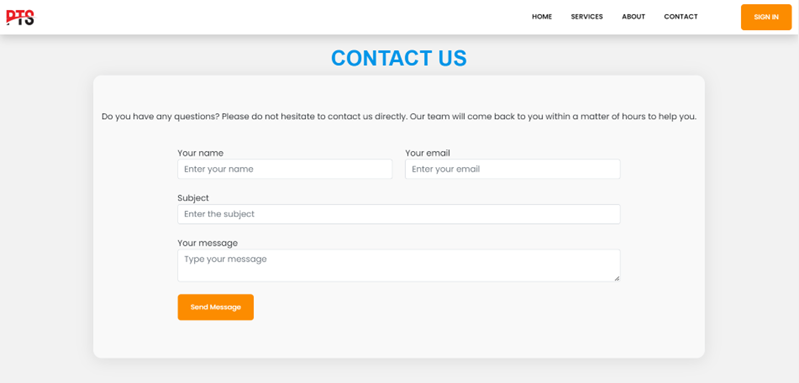 PTS
HOME SERVICES ABOUT CONTACT SIGN IN
CONTACT US
Do you have any questions? Please do not hesitate to contact us directly. Our team will come back to you within a matter of hours to help you.
Your name Your email
Enter your name Enter your email
Subject
Enter the subject
Your message
Type your message
Send Message